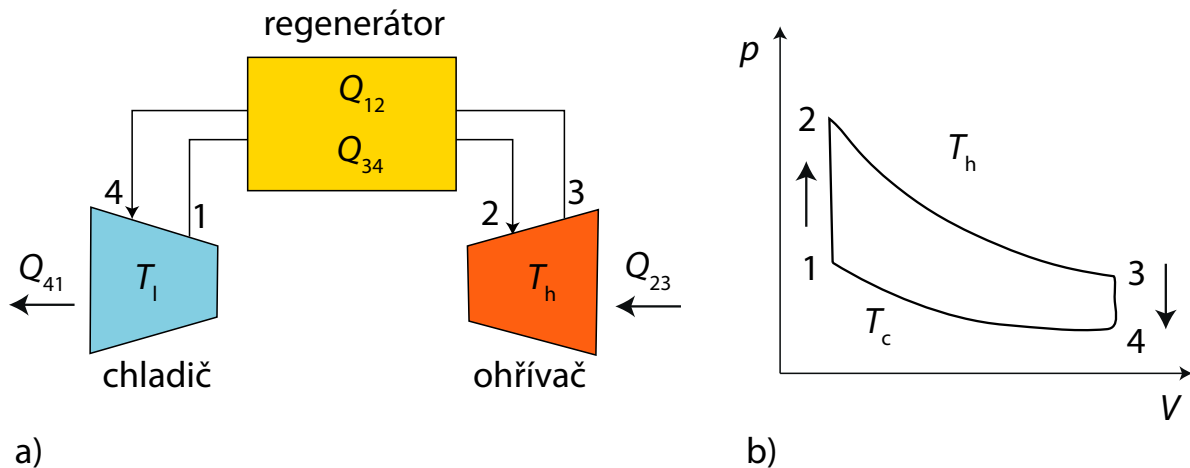 regenerátor
Q12
Q34
4
1
2
3
Q41
Tl
Th
Q23
chladič
ohřívač
a)
p
2
Th
1
3
Tc
4
V
b)